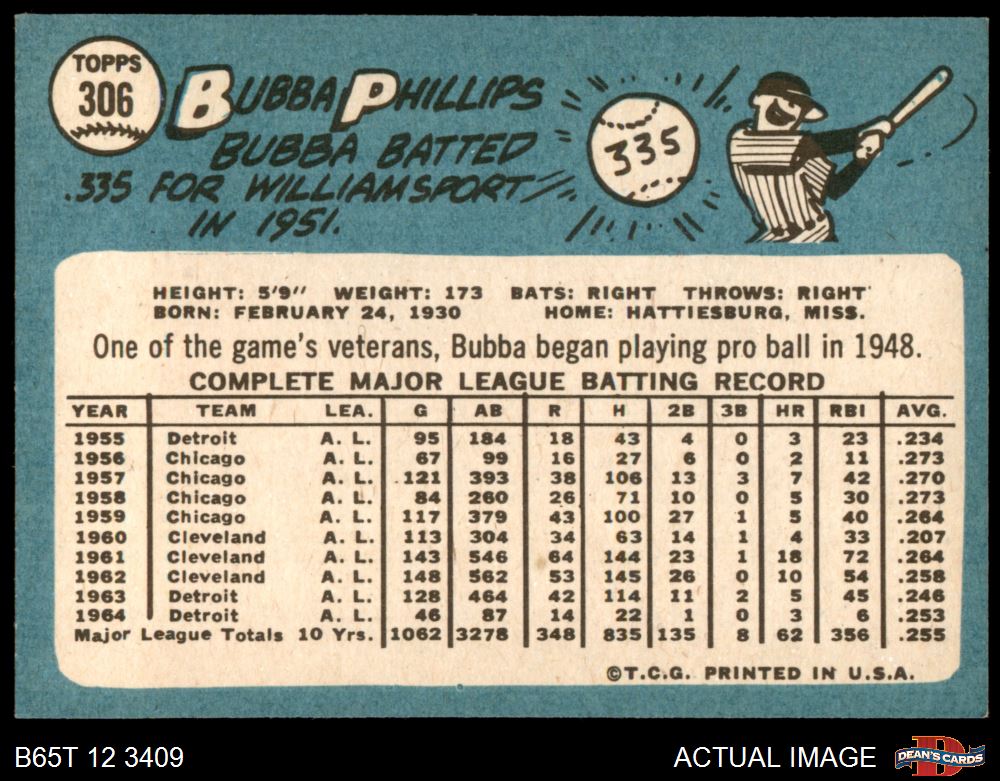 TOPPS
306
BUBBA PHILLIPS
BUBBA BATTED
.335 FOR WILLIAMSPORT
IN 1951.
335
HEIGHT: 5'9" WEIGHT: 173 BATS: RIGHT THROWS: RIGHT
BORN: FEBRUARY 24, 1930 HOME: HATTIESBURG, MISS.
One of the game's veterans, Bubba began playing pro ball in 1948.
COMPLETE MAJOR LEAGUE BATTING RECORD
YEAR TEAM LEA. G AB R H 2B 3B HR RBI AVG.
1955 Detroit A. L. 95 184 18 43 4 0 3 23 .234
1956 Chicago A. L. 67 99 16 27 6 0 2 11 .273
1957 Chicago A. L. 121 393 38 106 13 3 7 42 .270
1958 Chicago A. L. 84 260 26 71 10 0 5 30 .273
1959 Chicago A. L. 117 379 43 100 27 1 5 40 .264
1960 Cleveland A. L. 113 304 34 63 14 1 4 33 .207
1961 Cleveland A. L. 143 546 64 144 23 1 18 72 .264
1962 Cleveland A. L. 148 562 53 145 26 0 10 54 .258
1963 Detroit A. L. 128 464 42 114 11 2 5 45 .246
1964 Detroit A. L. 46 87 14 22 1 0 3 6 .253
Major League Totals 10 Yrs. 1062 3278 348 835 135 8 62 356 .255
©T.C.G. PRINTED IN U.S.A.
B65T 12 3409
ACTUAL IMAGE
D
DEAN'S CARDS